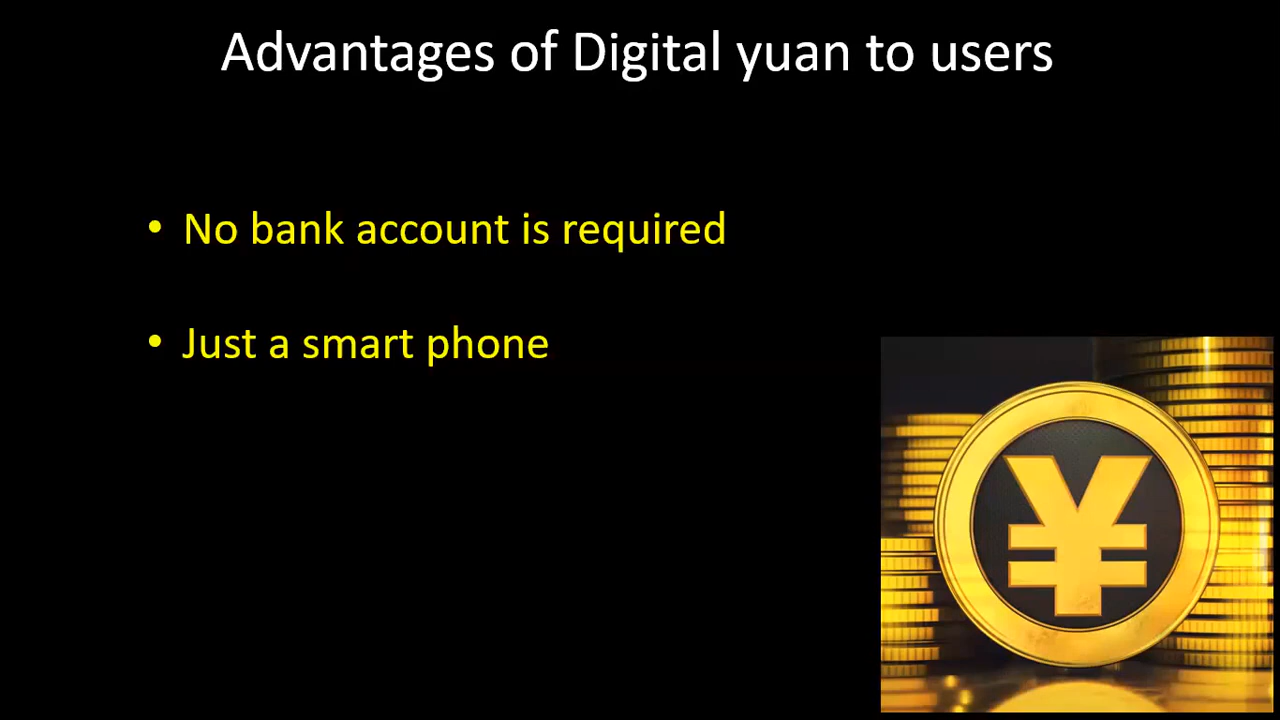 Advantages of Digital yuan to users
• No bank account is required
• Just a smart phone
¥